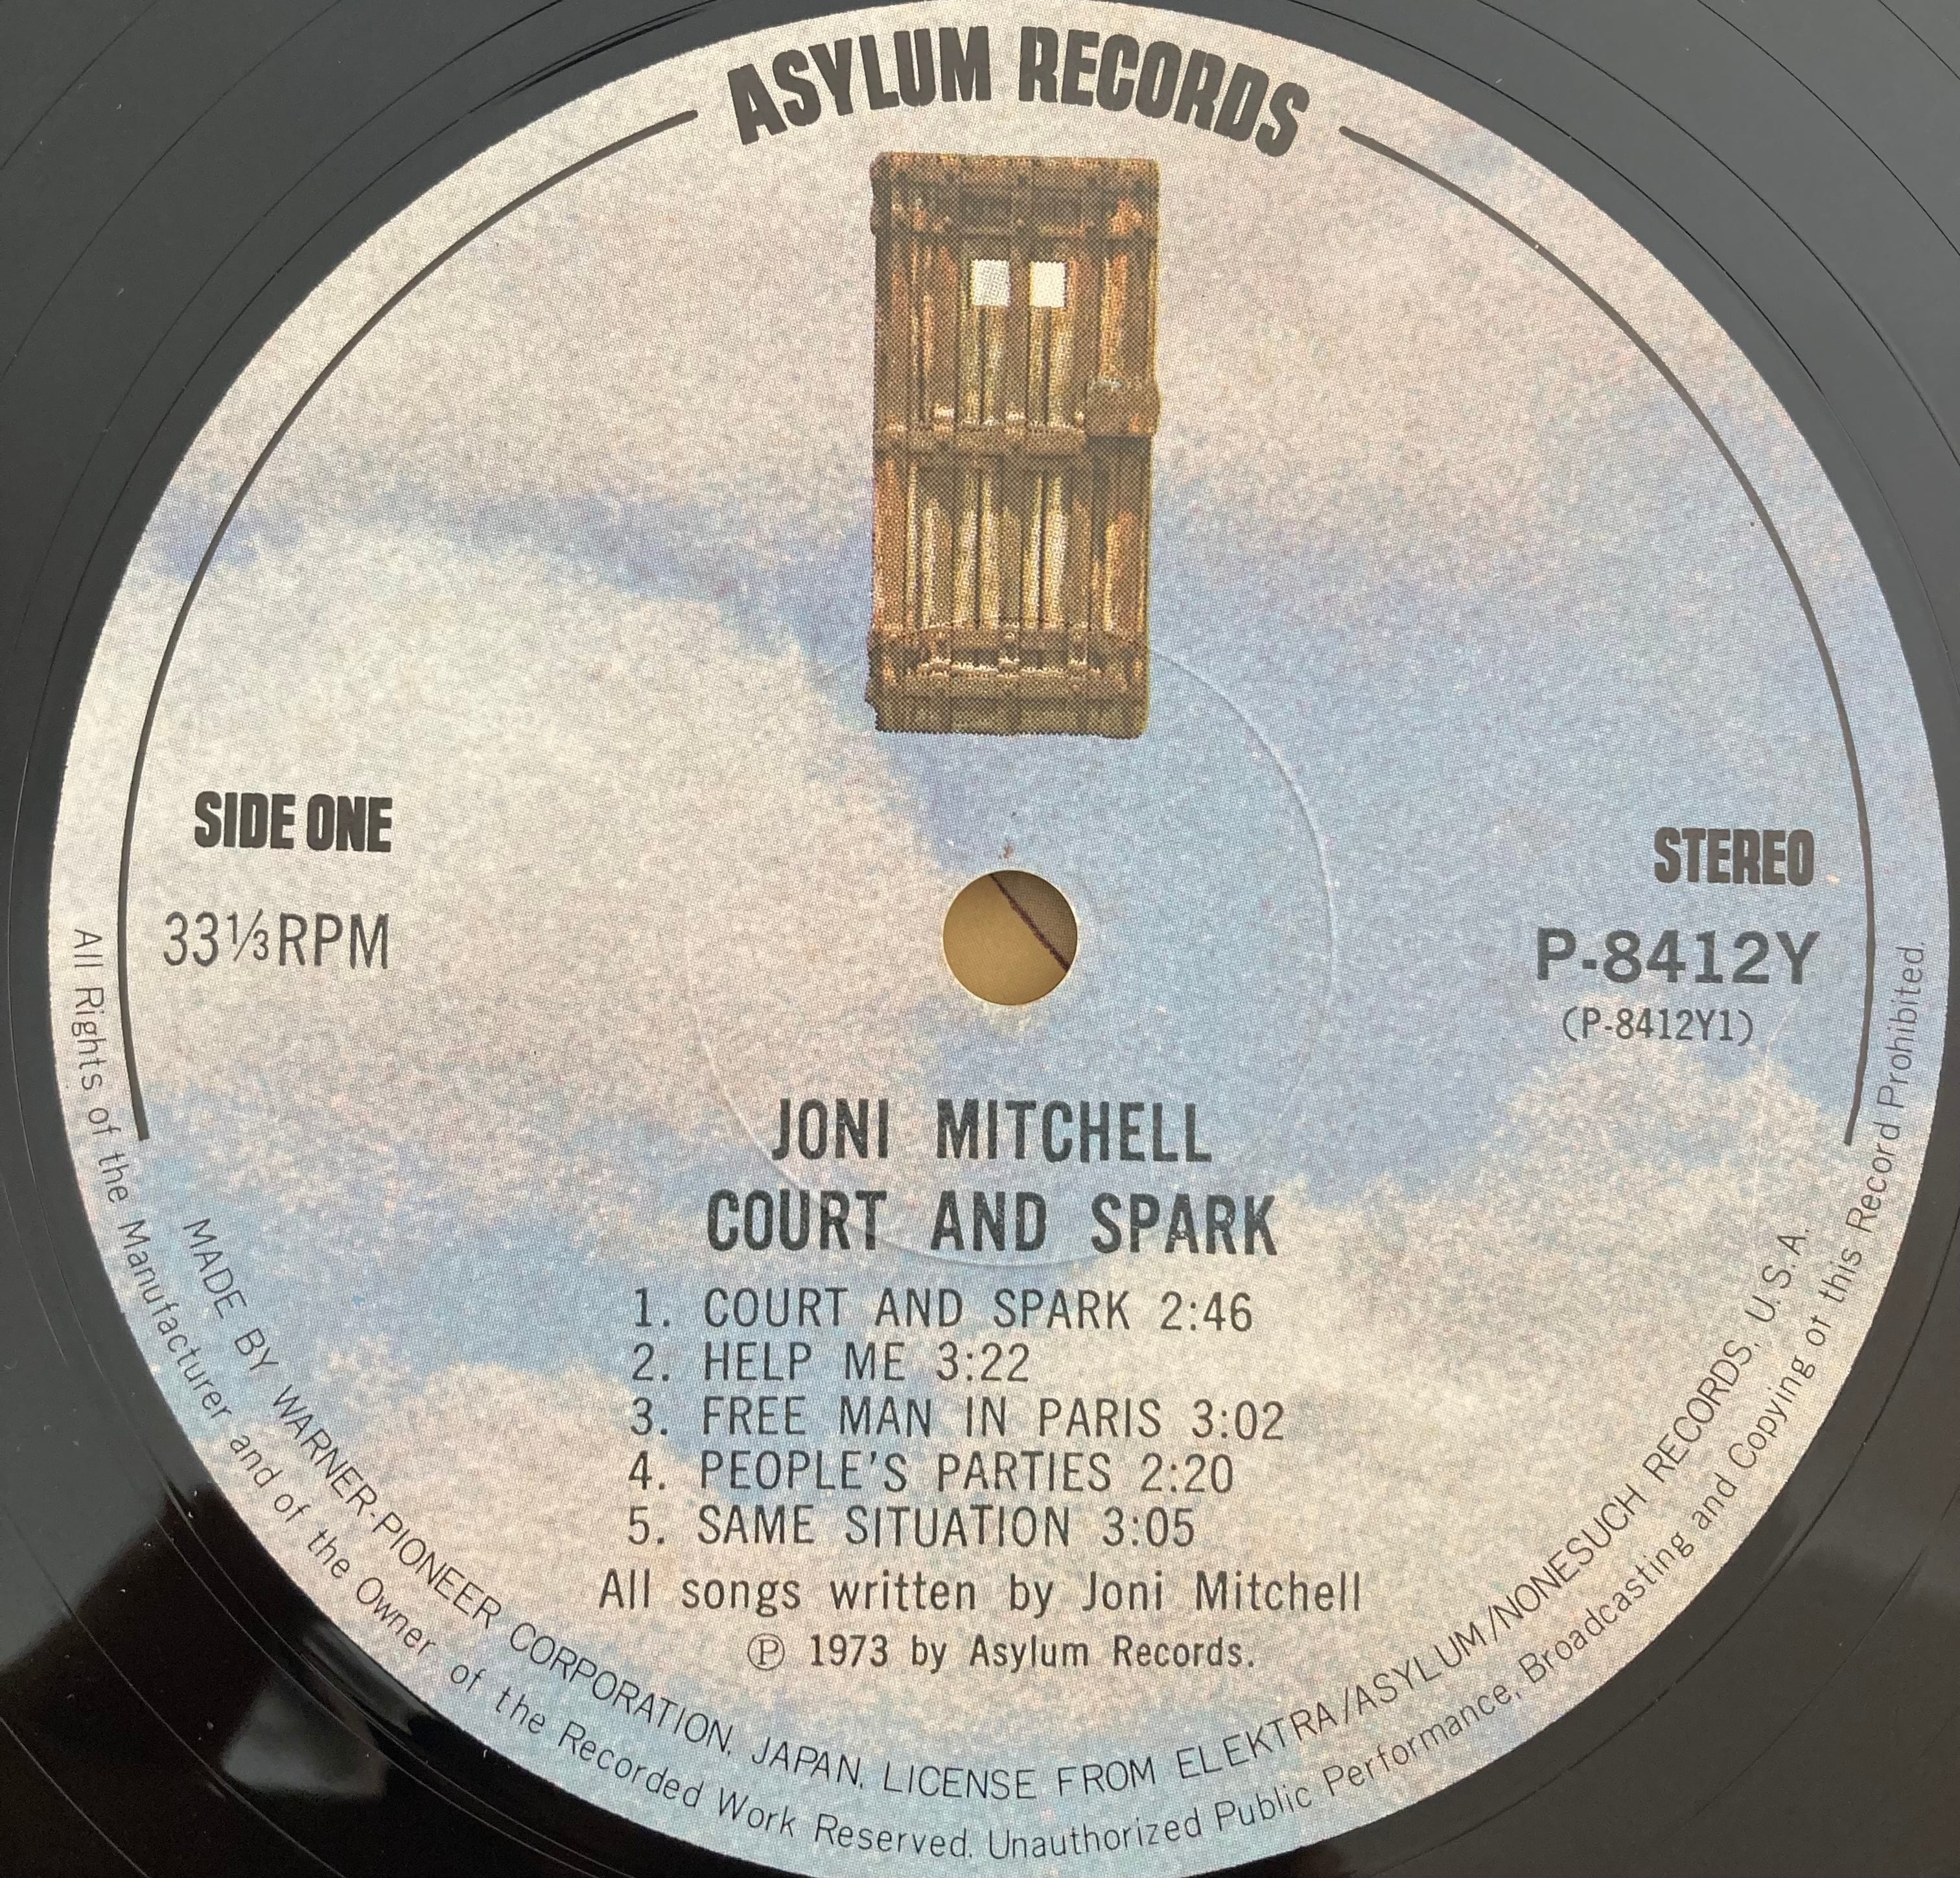 ASYLUM RECORDS
SIDE ONE
33⅓RPM
STEREO
P-8412Y
(P-8412Y1)
JONI MITCHELL
COURT AND SPARK
1. COURT AND SPARK 2:46
2. HELP ME 3:22
3. FREE MAN IN PARIS 3:02
4. PEOPLE'S PARTIES 2:20
5. SAME SITUATION 3:05
All songs written by Joni Mitchell
Ⓟ 1973 by Asylum Records.
MADE BY WARNER-PIONEER CORPORATION, JAPAN, LICENSE FROM ELEKTRA/ASYLUM/NONESUCH RECORDS, U.S.A.
All Rights of the Manufacturer and of the Owner of the Recorded Work Reserved. Unauthorized Public Performance, Broadcasting and Copying of this Record Prohibited.